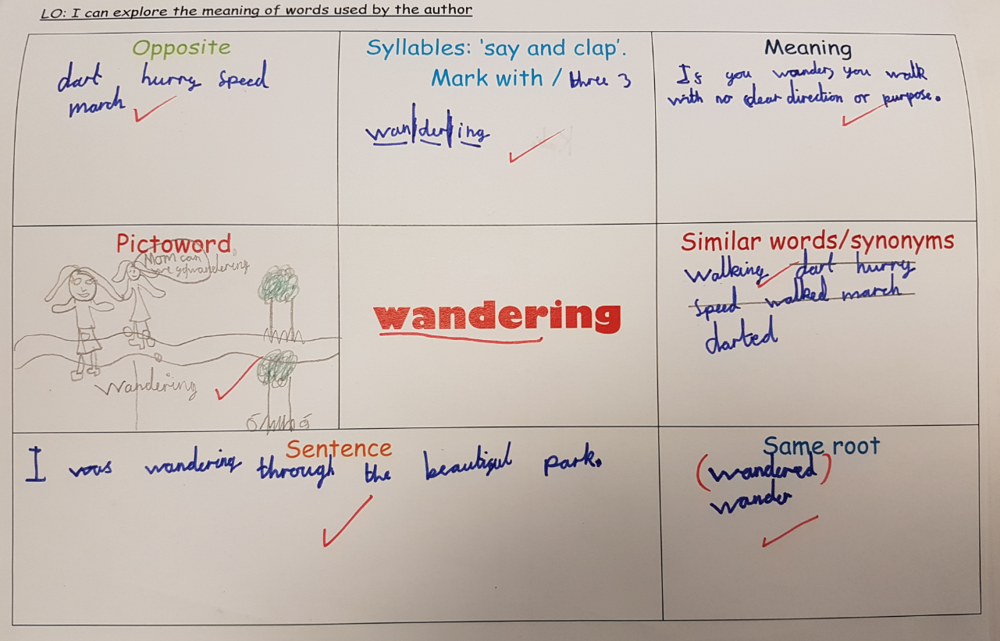 LO: I can explore the meaning of words used by the author
Opposite
dart, hurry speed
march
Syllables: 'say and clap'.
Mark with / three 3
wan/der/ing
Meaning
If you wander, you walk
with no clear direction or purpose.
Pictoword
Mom can
we go wandering
Wandering
wandering
Similar words/synonyms
Walking dart hurry
speed walked march
darted
Sentence
I was wandering through the beautiful park.
Same root
(wandered)
wander